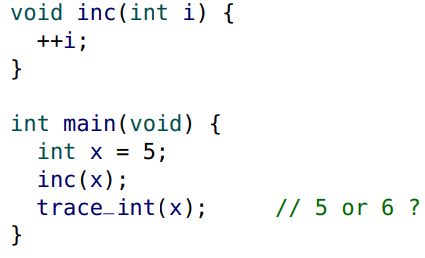 void inc(int i) {
  ++i;
}

int main(void) {
  int x = 5;
  inc(x);
  trace_int(x);     // 5 or 6 ?
}